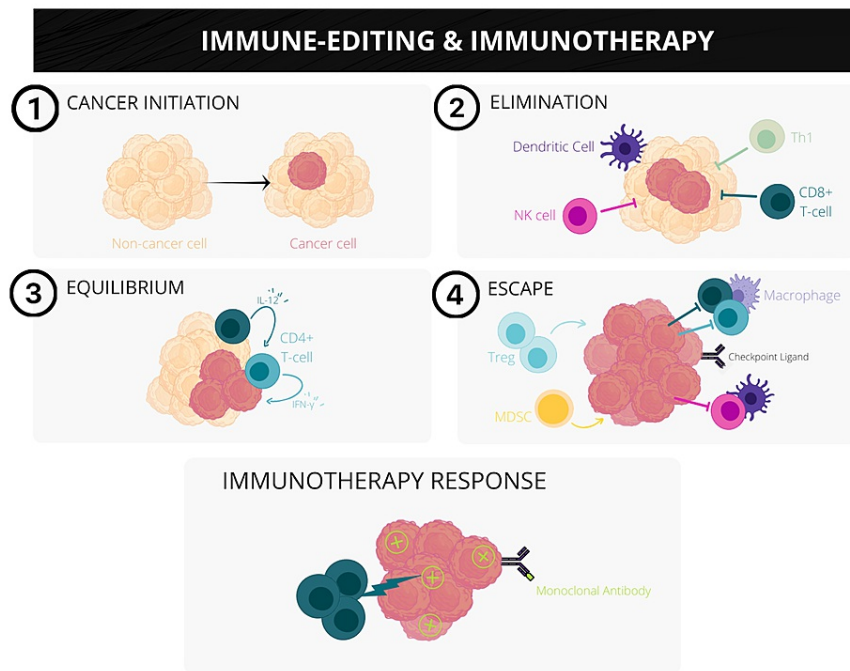 IMMUNE-EDITING & IMMUNOTHERAPY
1
CANCER INITIATION
Non-cancer cell
Cancer cell
2
ELIMINATION
Dendritic Cell
Th1
NK cell
CD8+
T-cell
3
EQUILIBRIUM
IL-12
CD4+
T-cell
IFN-γ
4
ESCAPE
Macrophage
Treg
Checkpoint Ligand
MDSC
IMMUNOTHERAPY RESPONSE
Monoclonal Antibody